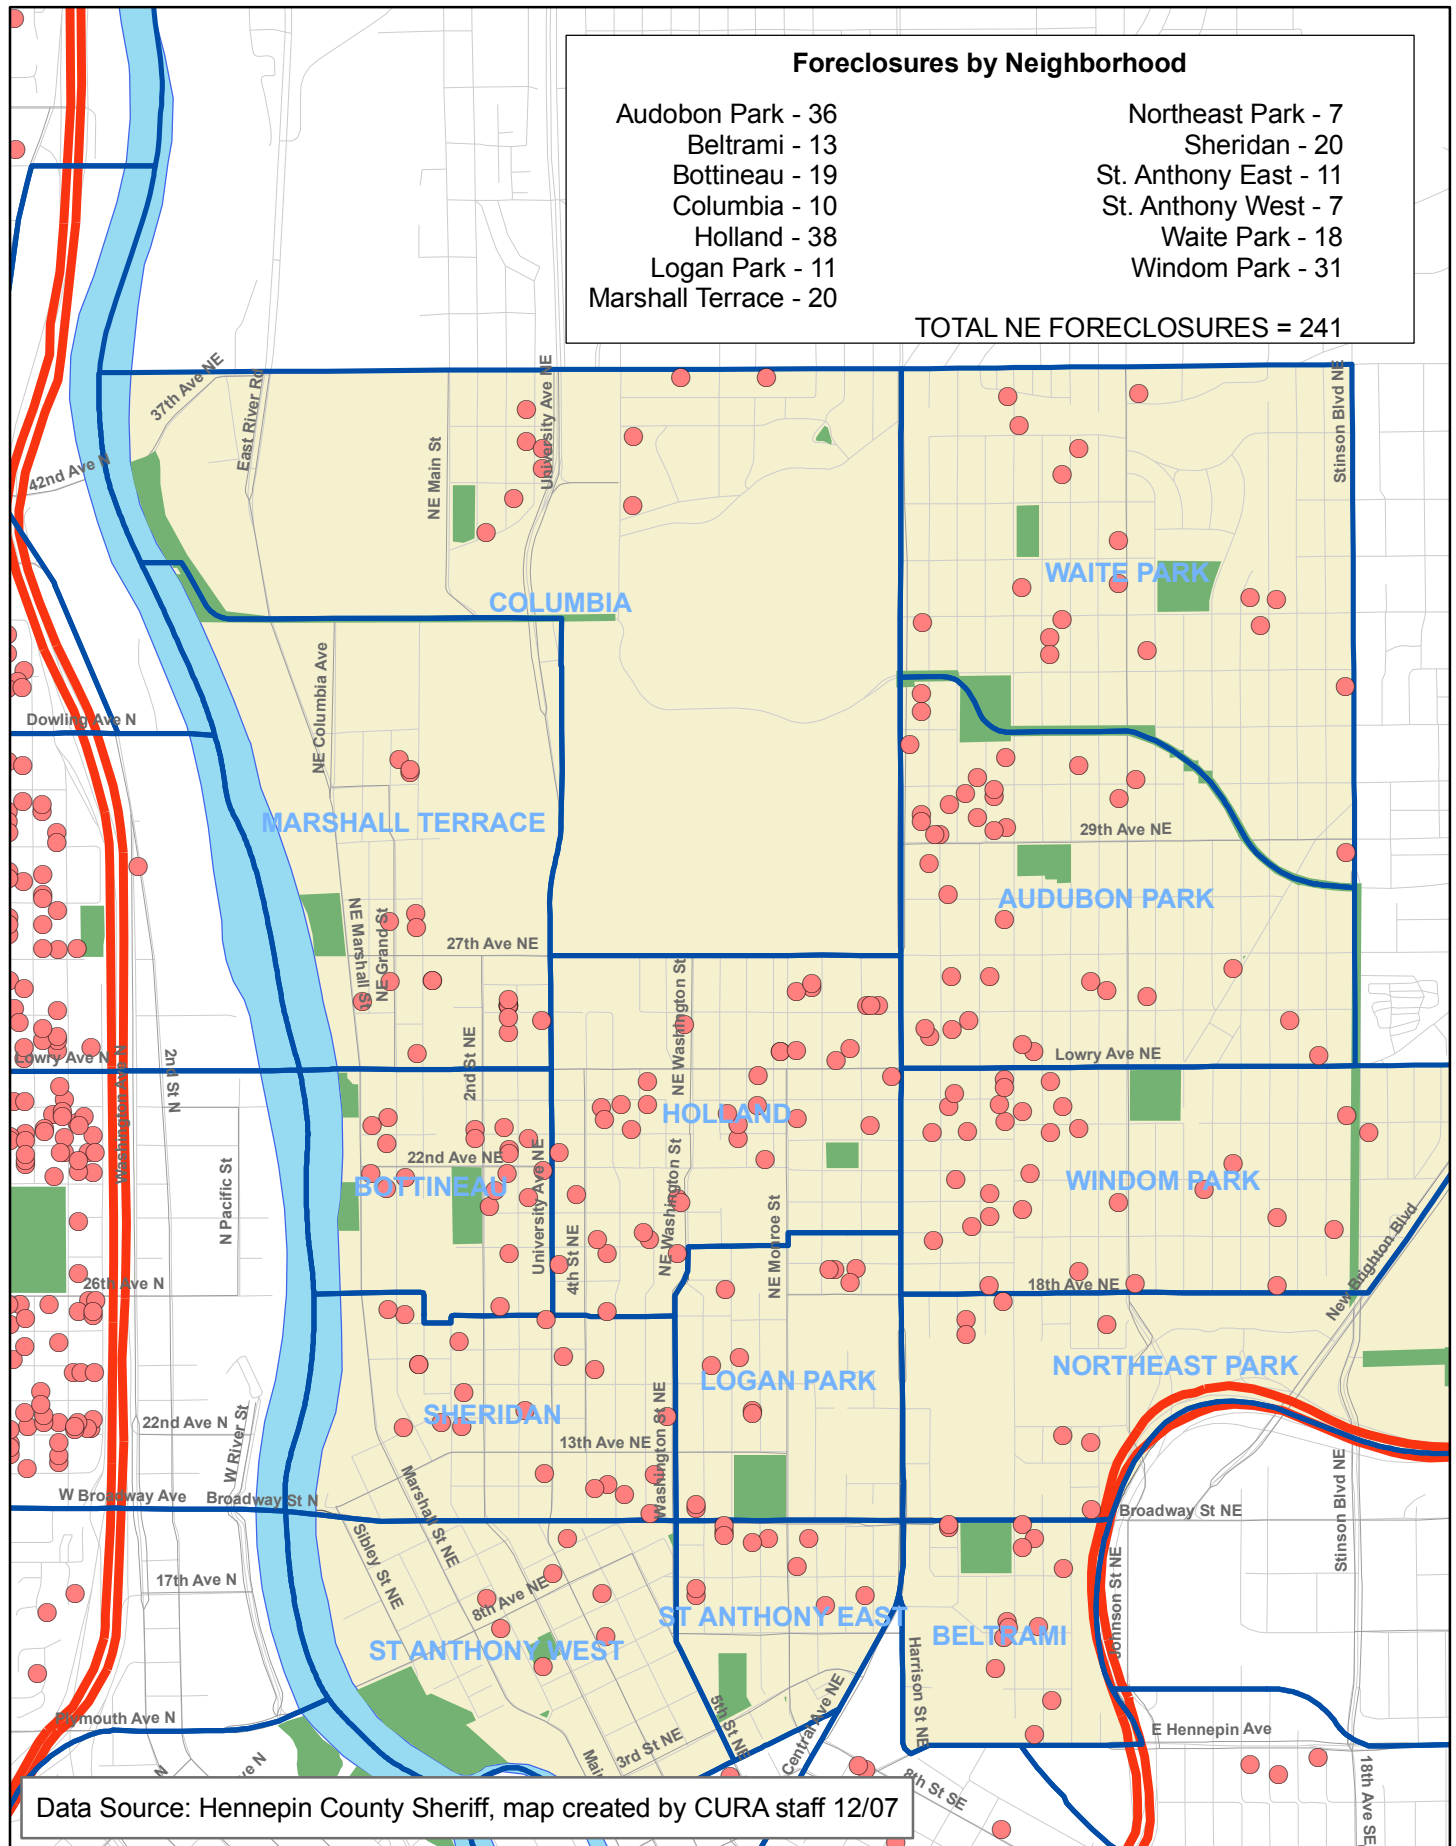 Foreclosures by Neighborhood
Audobon Park - 36
Beltrami - 13
Bottineau - 19
Columbia - 10
Holland - 38
Logan Park - 11
Marshall Terrace - 20
Northeast Park - 7
Sheridan - 20
St. Anthony East - 11
St. Anthony West - 7
Waite Park - 18
Windom Park - 31
TOTAL NE FORECLOSURES = 241
37th Ave NE
East River Rd
University Ave NE
Stinson Blvd NE
NE Main St
42nd Ave N
WAITE PARK
COLUMBIA
NE Columbia Ave
Dowling Ave N
MARSHALL TERRACE
29th Ave NE
AUDUBON PARK
NE Marshall St
NE Grand St
27th Ave NE
NE Washington St
2nd St NE
Lowry Ave N
Washington Ave N
2nd St N
Lowry Ave NE
HOLLAND
22nd Ave NE
BOTTINEAU
University Ave NE
NE Washington St
WINDOM PARK
N Pacific St
4th St NE
NE Monroe St
New Brighton Blvd
26th Ave N
18th Ave NE
NORTHEAST PARK
LOGAN PARK
SHERIDAN
22nd Ave N
W River St
13th Ave NE
Washington St NE
W Broadway Ave
Broadway St N
Marshall St NE
Broadway St NE
Stinson Blvd NE
Sibley St NE
17th Ave N
8th Ave NE
Johnson St NE
ST ANTHONY EAST
ST ANTHONY WEST
BELTRAMI
Harrison St NE
Plymouth Ave N
5th St NE
Central Ave NE
3rd St NE
E Hennepin Ave
Main
N
ve N
8th St SE
18th Ave SE
Data Source: Hennepin County Sheriff, map created by CURA staff 12/07